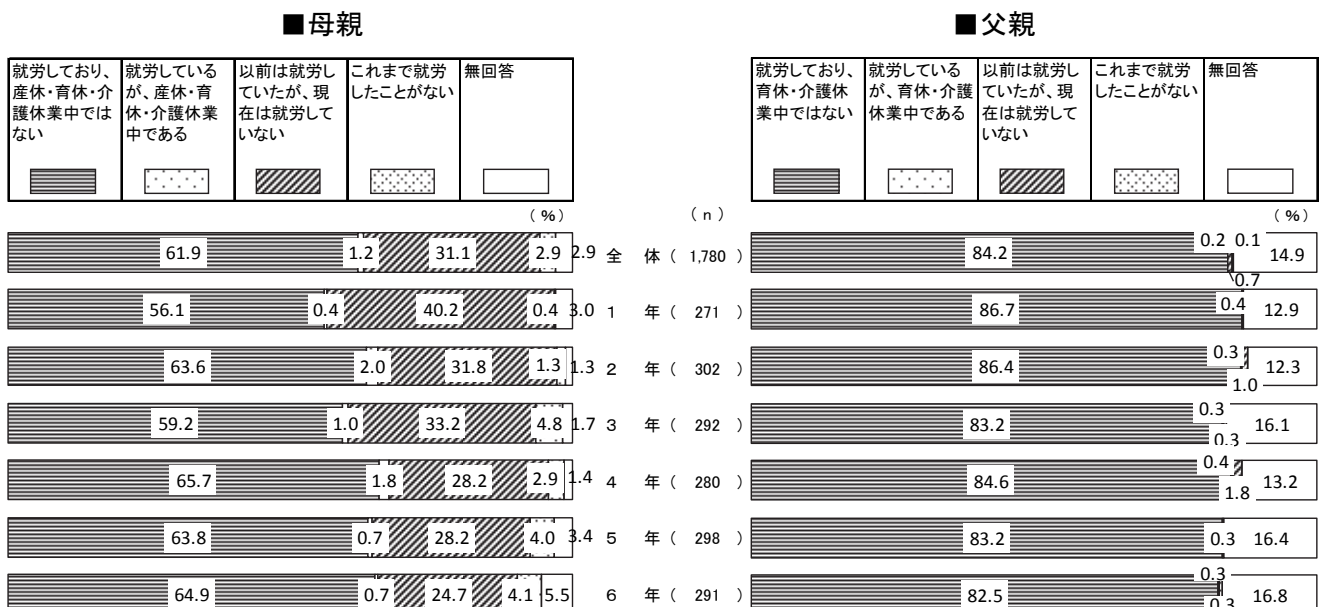 ■母親
■父親
就労しており、産休・育休・介護休業中ではない
就労しているが、産休・育休・介護休業中である
以前は就労していたが、現在は就労していない
これまで就労したことがない
無回答
就労しており、育休・介護休業中ではない
就労しているが、育休・介護休業中である
以前は就労していたが、現在は就労していない
これまで就労したことがない
無回答
(%)
(n)
(%)
61.9 1.2 31.1 2.9 2.9 全 体( 1,780 ) 84.2 0.2 0.1 14.9
0.7
56.1 0.4 40.2 0.4 3.0 1 年( 271 ) 86.7 0.4 12.9
63.6 2.0 31.8 1.3 1.3 2 年( 302 ) 86.4 0.3 12.3
1.0
59.2 1.0 33.2 4.8 1.7 3 年( 292 ) 83.2 0.3 16.1
0.3
65.7 1.8 28.2 2.9 1.4 4 年( 280 ) 84.6 0.4 13.2
1.8
63.8 0.7 28.2 4.0 3.4 5 年( 298 ) 83.2 0.3 16.4
64.9 0.7 24.7 4.1 5.5 6 年( 291 ) 82.5 0.3 16.8
0.3